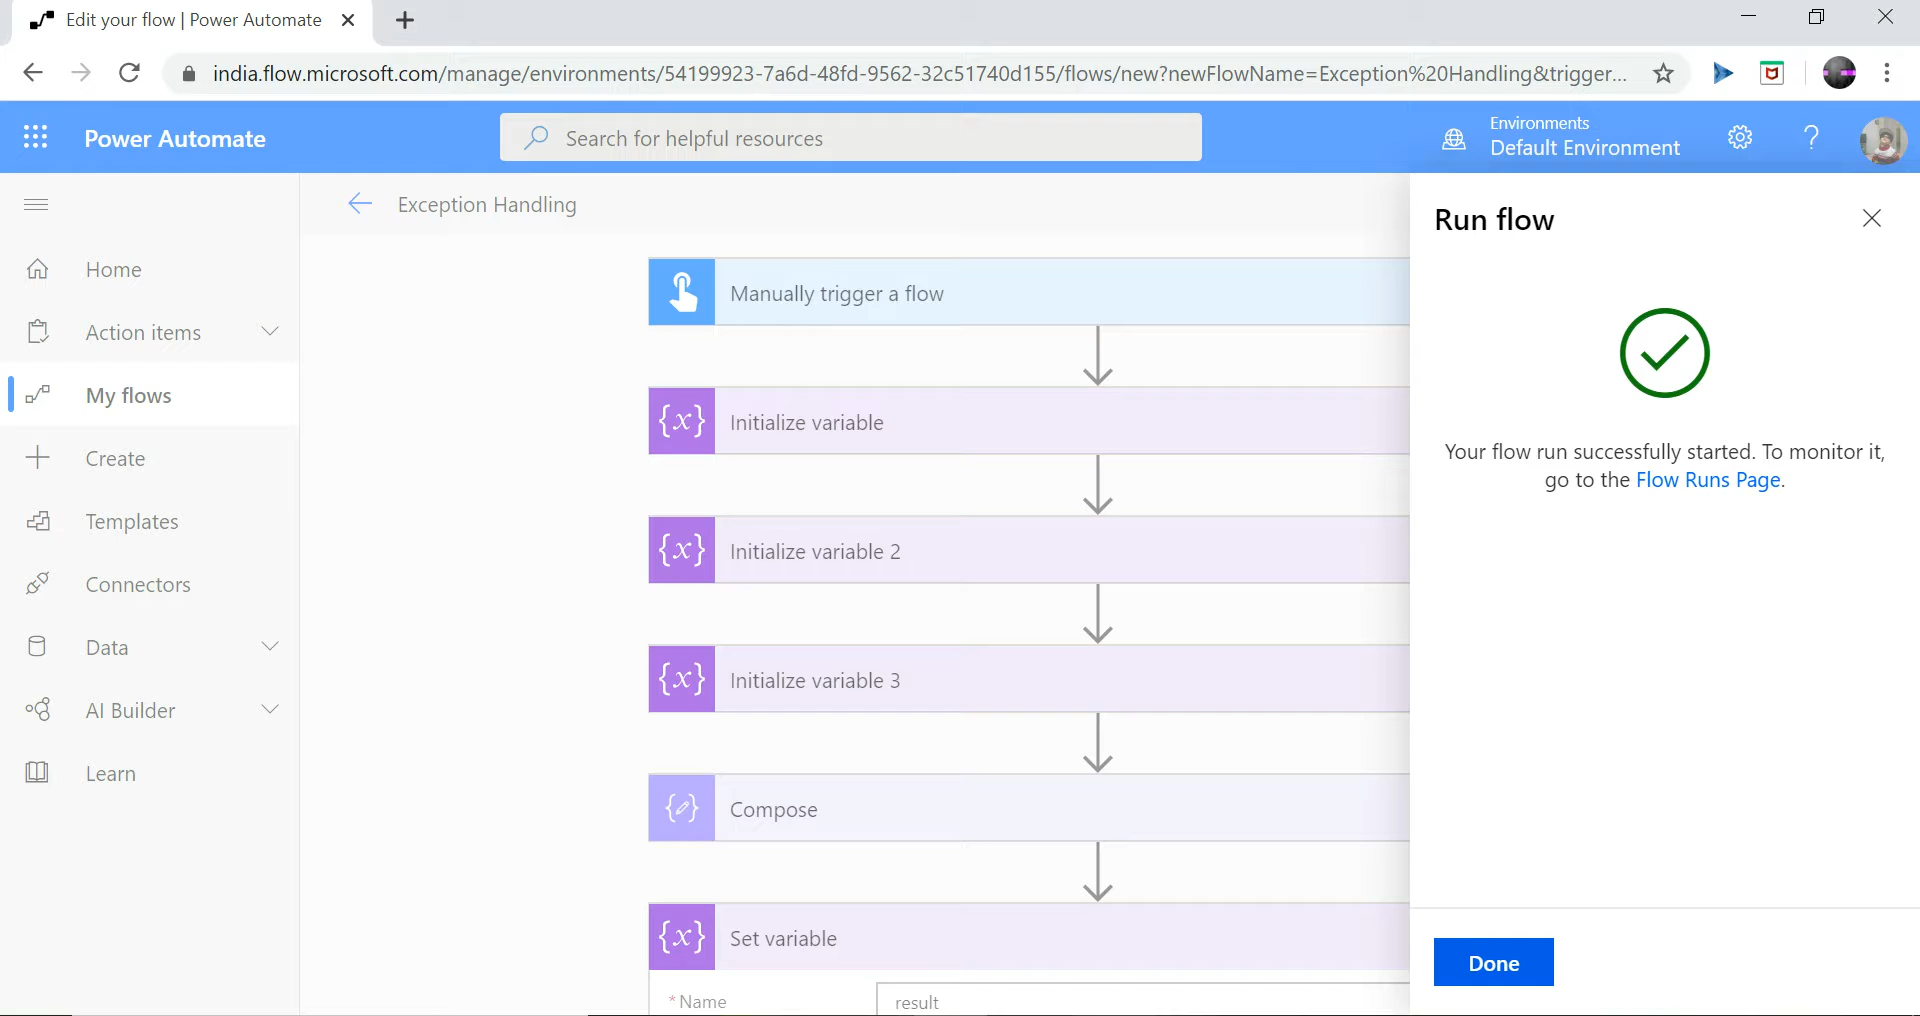 Edit your flow | Power Automate
india.flow.microsoft.com/manage/environments/54199923-7a6d-48fd-9562-32c51740d155/flows/new?newFlowName=Exception%20Handling&trigger...
Power Automate
Search for helpful resources
Environments
Default Environment
Home
Action items
My flows
Create
Templates
Connectors
Data
AI Builder
Learn
Exception Handling
Manually trigger a flow
{x} Initialize variable
{x} Initialize variable 2
{x} Initialize variable 3
Compose
{x} Set variable
* Name
result
Run flow
Your flow run successfully started. To monitor it,
go to the Flow Runs Page.
Done